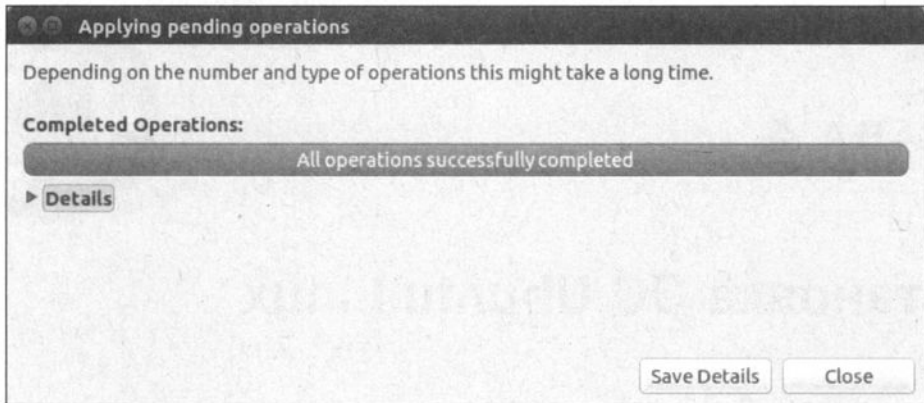 Applying pending operations
Depending on the number and type of operations this might take a long time.
Completed Operations:
All operations successfully completed
Details
Save Details
Close